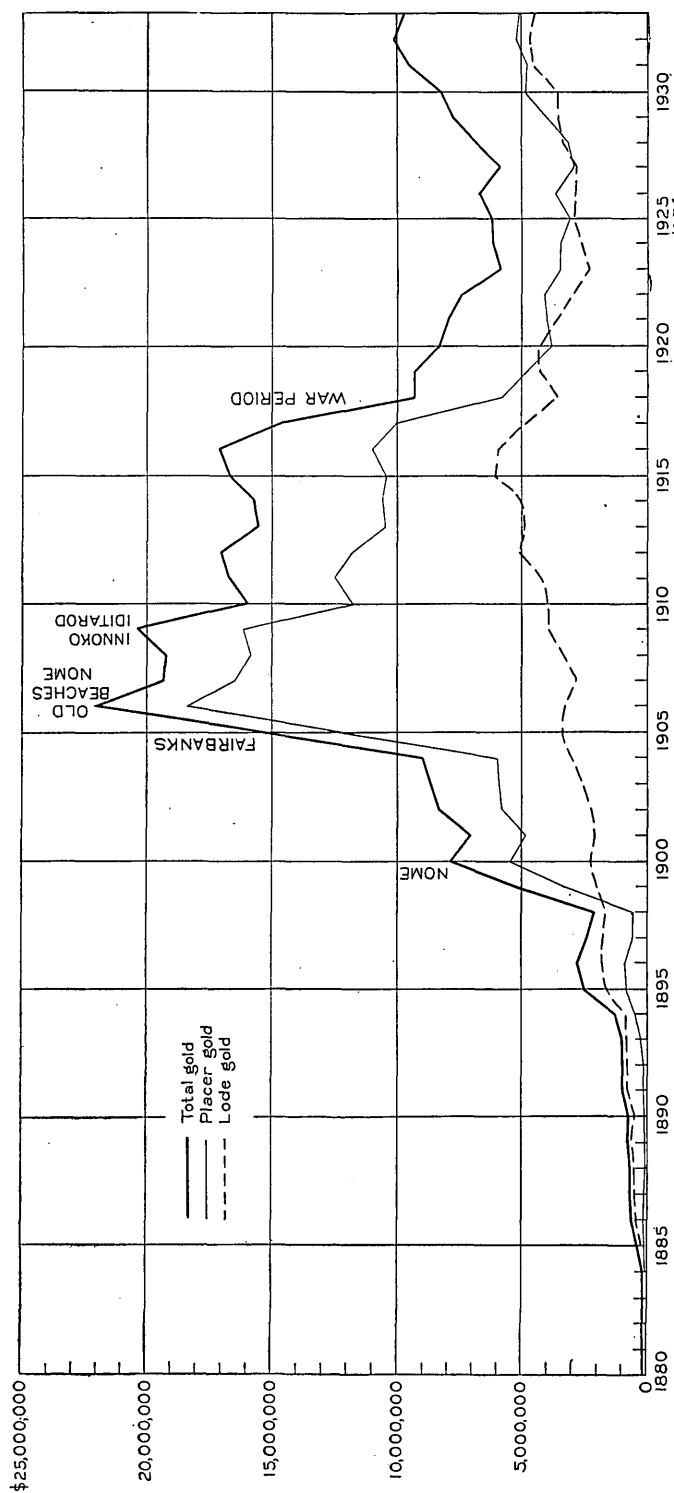 $25,000,000
20,000,000
15,000,000
10,000,000
5,000,000
0
Total gold
Placer gold
Lode gold
NOME
FAIRBANKS
OLD
BEACHES
NOME
INNOKO
IDITAROD
WAR PERIOD
1880
1885
1890
1895
1900
1905
1910
1915
1920
1925
1930